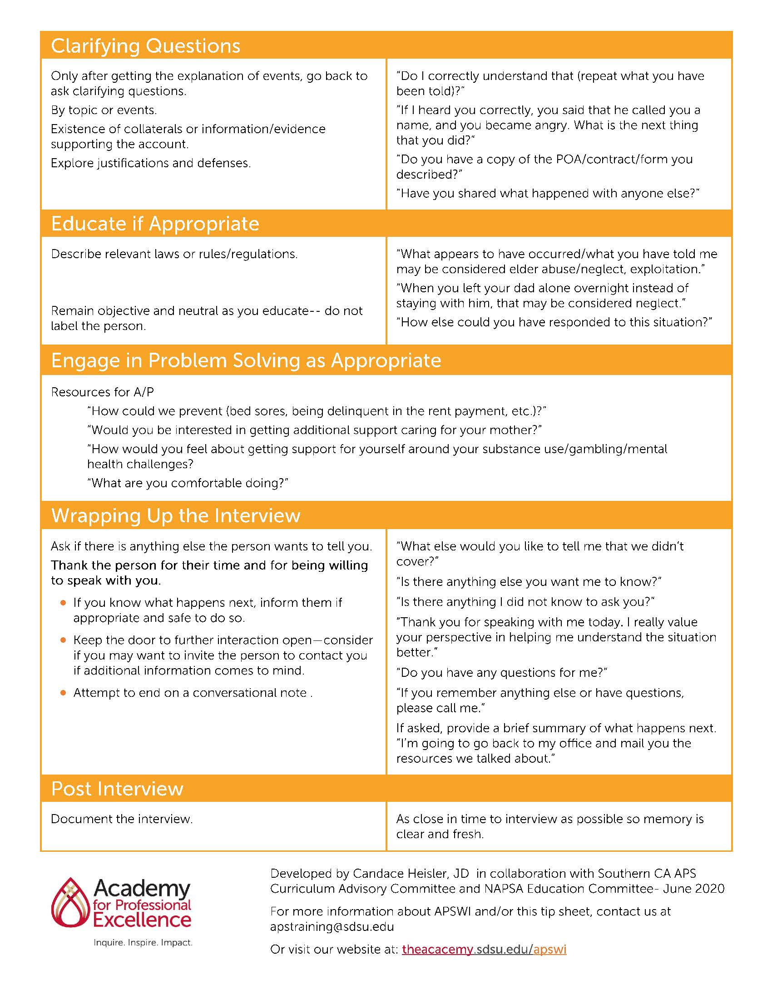 Clarifying Questions
Only after getting the explanation of events, go back to
ask clarifying questions.
By topic or events.
Existence of collaterals or information/evidence
supporting the account.
Explore justifications and defenses.
"Do I correctly understand that (repeat what you have
been told)?"
"If I heard you correctly, you said that he called you a
name, and you became angry. What is the next thing
that you did?"
"Do you have a copy of the POA/contract/form you
described?"
"Have you shared what happened with anyone else?"
Educate if Appropriate
Describe relevant laws or rules/regulations.
Remain objective and neutral as you educate-- do not
label the person.
"What appears to have occurred/what you have told me
may be considered elder abuse/neglect, exploitation."
"When you left your dad alone overnight instead of
staying with him, that may be considered neglect."
"How else could you have responded to this situation?"
Engage in Problem Solving as Appropriate
Resources for A/P
"How could we prevent (bed sores, being delinquent in the rent payment, etc.)?"
"Would you be interested in getting additional support caring for your mother?"
"How would you feel about getting support for yourself around your substance use/gambling/mental
health challenges?
"What are you comfortable doing?"
Wrapping Up the Interview
Ask if there is anything else the person wants to tell you.
Thank the person for their time and for being willing
to speak with you.
• If you know what happens next, inform them if
appropriate and safe to do so.
• Keep the door to further interaction open—consider
if you may want to invite the person to contact you
if additional information comes to mind.
• Attempt to end on a conversational note .
"What else would you like to tell me that we didn't
cover?"
"Is there anything else you want me to know?"
"Is there anything I did not know to ask you?"
"Thank you for speaking with me today. I really value
your perspective in helping me understand the situation
better."
"Do you have any questions for me?"
"If you remember anything else or have questions,
please call me."
If asked, provide a brief summary of what happens next.
"I'm going to go back to my office and mail you the
resources we talked about."
Post Interview
Document the interview.
As close in time to interview as possible so memory is
clear and fresh.
Academy
for Professional
Excellence
Inquire. Inspire. Impact.
Developed by Candace Heisler, JD in collaboration with Southern CA APS
Curriculum Advisory Committee and NAPSA Education Committee- June 2020
For more information about APSWI and/or this tip sheet, contact us at
apstraining@sdsu.edu
Or visit our website at: theacacemy.sdsu.edu/apswi